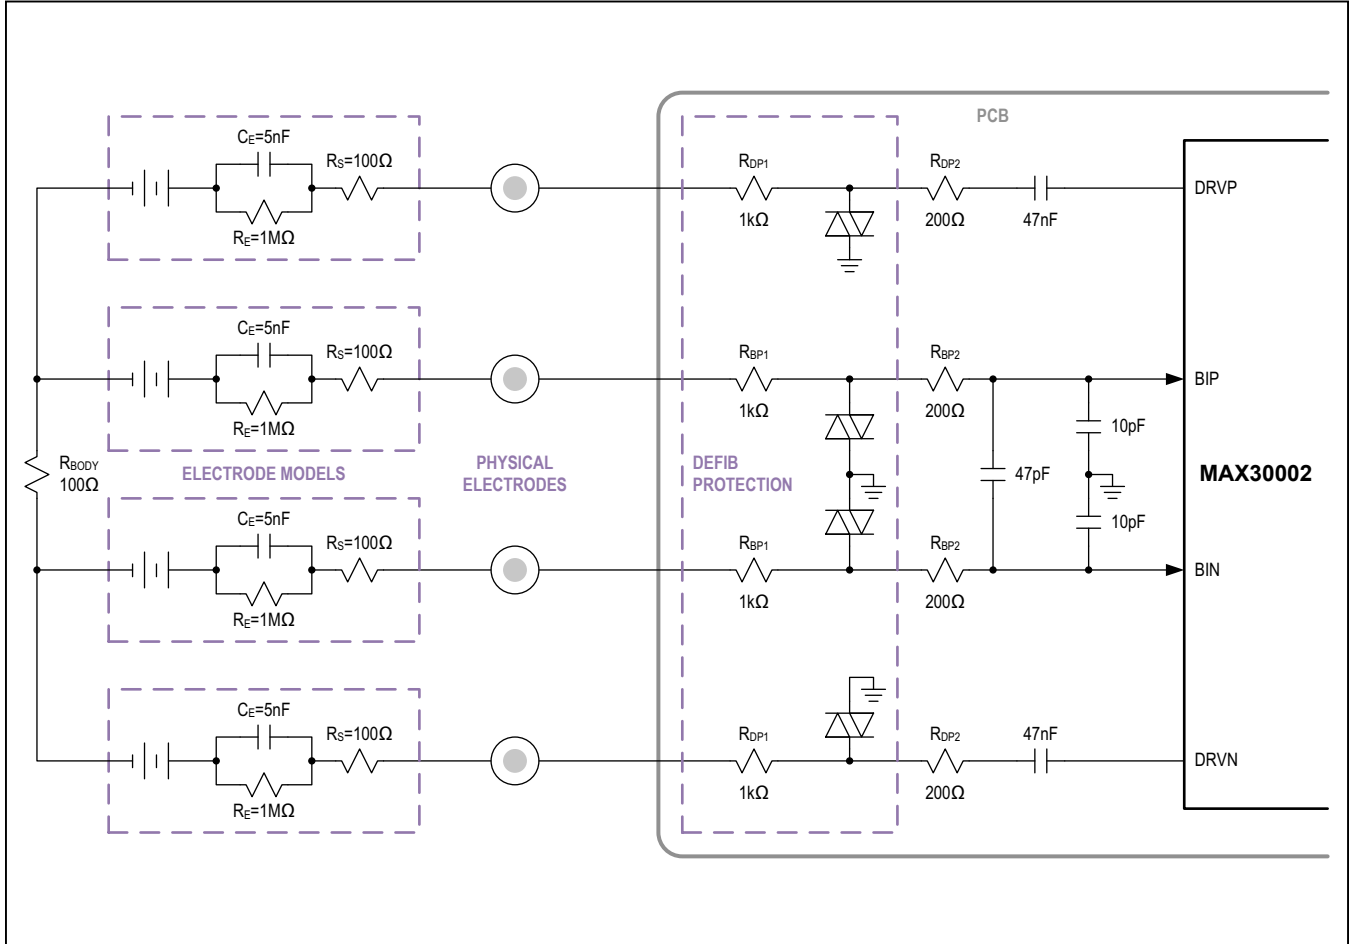 PCB
CE=5nF
RS=100Ω
RE=1MΩ
RDP1
1kΩ
RDP2
200Ω
47nF
DRVP
CE=5nF
RS=100Ω
RE=1MΩ
RBP1
1kΩ
RBP2
200Ω
BIP
10pF
RBODY
100Ω
ELECTRODE MODELS
PHYSICAL
ELECTRODES
DEFIB
PROTECTION
47pF
MAX30002
10pF
CE=5nF
RS=100Ω
RE=1MΩ
RBP1
1kΩ
RBP2
200Ω
BIN
CE=5nF
RS=100Ω
RE=1MΩ
RDP1
1kΩ
RDP2
200Ω
47nF
DRVN